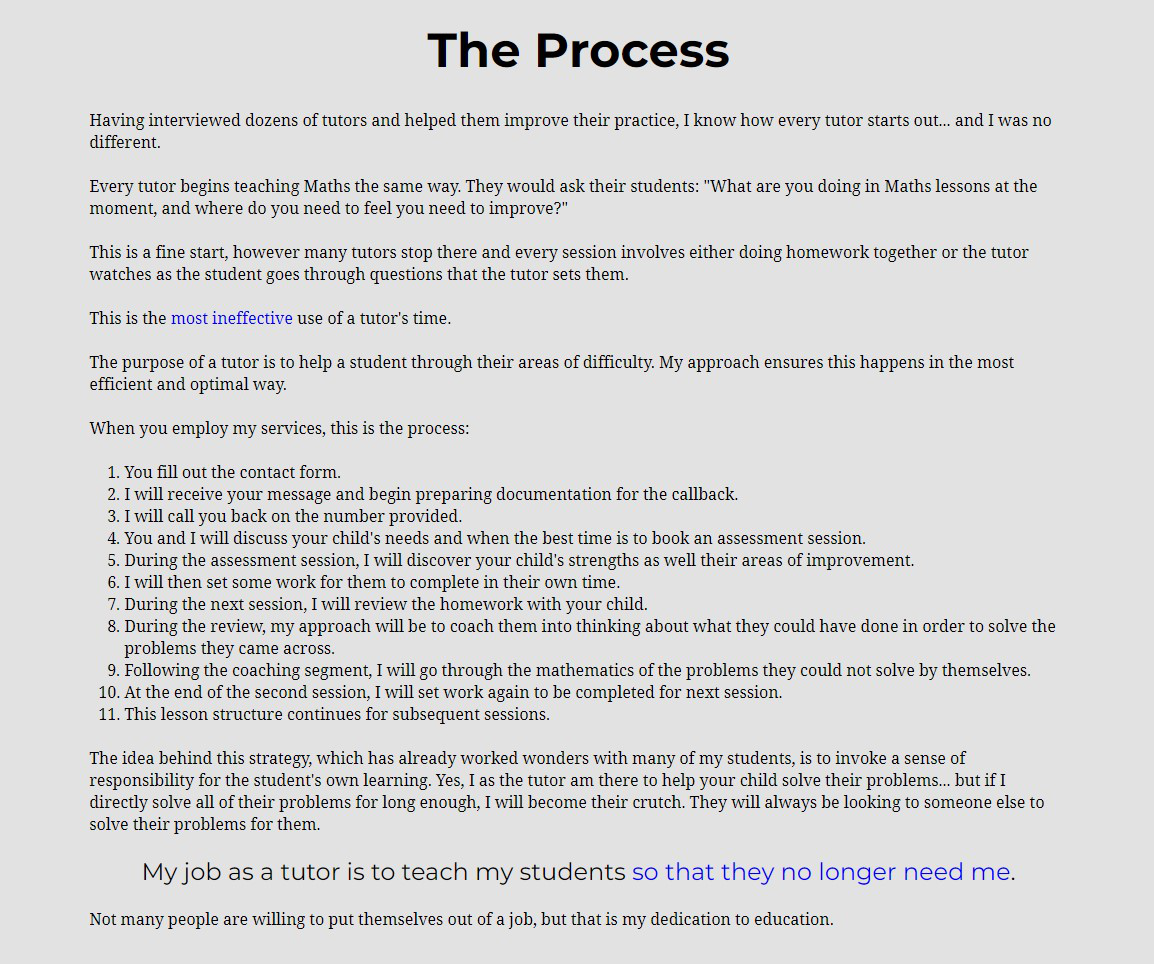 The Process
Having interviewed dozens of tutors and helped them improve their practice, I know how every tutor starts out... and I was no
different.
Every tutor begins teaching Maths the same way. They would ask their students: "What are you doing in Maths lessons at the
moment, and where do you need to feel you need to improve?"
This is a fine start, however many tutors stop there and every session involves either doing homework together or the tutor
watches as the student goes through questions that the tutor sets them.
This is the most ineffective use of a tutor's time.
The purpose of a tutor is to help a student through their areas of difficulty. My approach ensures this happens in the most
efficient and optimal way.
When you employ my services, this is the process:
1. You fill out the contact form.
2. I will receive your message and begin preparing documentation for the callback.
3. I will call you back on the number provided.
4. You and I will discuss your child's needs and when the best time is to book an assessment session.
5. During the assessment session, I will discover your child's strengths as well their areas of improvement.
6. I will then set some work for them to complete in their own time.
7. During the next session, I will review the homework with your child.
8. During the review, my approach will be to coach them into thinking about what they could have done in order to solve the
problems they came across.
9. Following the coaching segment, I will go through the mathematics of the problems they could not solve by themselves.
10. At the end of the second session, I will set work again to be completed for next session.
11. This lesson structure continues for subsequent sessions.
The idea behind this strategy, which has already worked wonders with many of my students, is to invoke a sense of
responsibility for the student's own learning. Yes, I as the tutor am there to help your child solve their problems... but if I
directly solve all of their problems for long enough, I will become their crutch. They will always be looking to someone else to
solve their problems for them.
My job as a tutor is to teach my students so that they no longer need me.
Not many people are willing to put themselves out of a job, but that is my dedication to education.